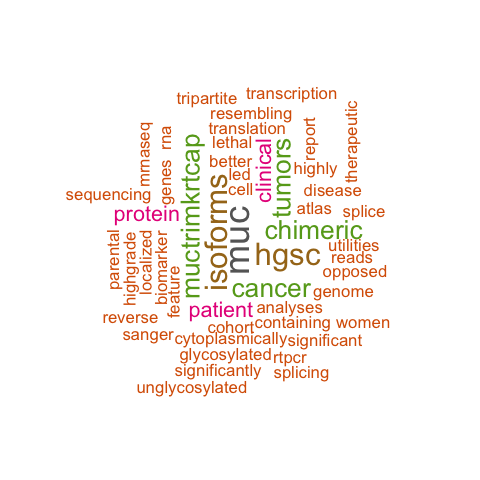 tripartite
transcription
resembling
translation
lethal
better
led
cell
mrnaseq
rna
genes
sequencing
protein
muctrimkrtcap
isoforms
muc
clinical
tumors
report
therapeutic
highly
disease
atlas
splice
chimeric
hgsc
utilities
reads
opposed
parental
highgrade
localized
biomarker
feature
cancer
genome
patient
analyses
reverse
cohort
containing
women
sanger
cytoplasmically
significant
glycosylated
rtpcr
significantly
splicing
unglycosylated